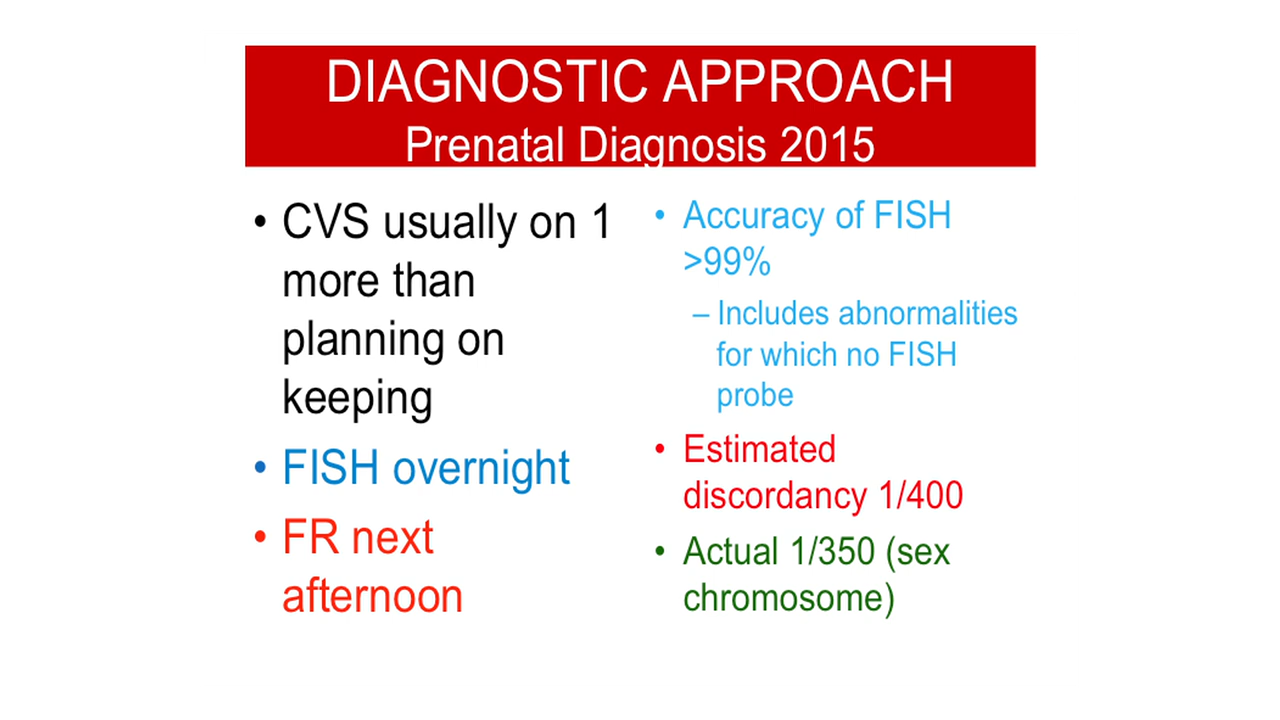 DIAGNOSTIC APPROACH
Prenatal Diagnosis 2015
• CVS usually on 1
more than
planning on
keeping
• FISH overnight
• FR next
afternoon
• Accuracy of FISH
>99%
– Includes abnormalities
for which no FISH
probe
• Estimated
discordancy 1/400
• Actual 1/350 (sex
chromosome)